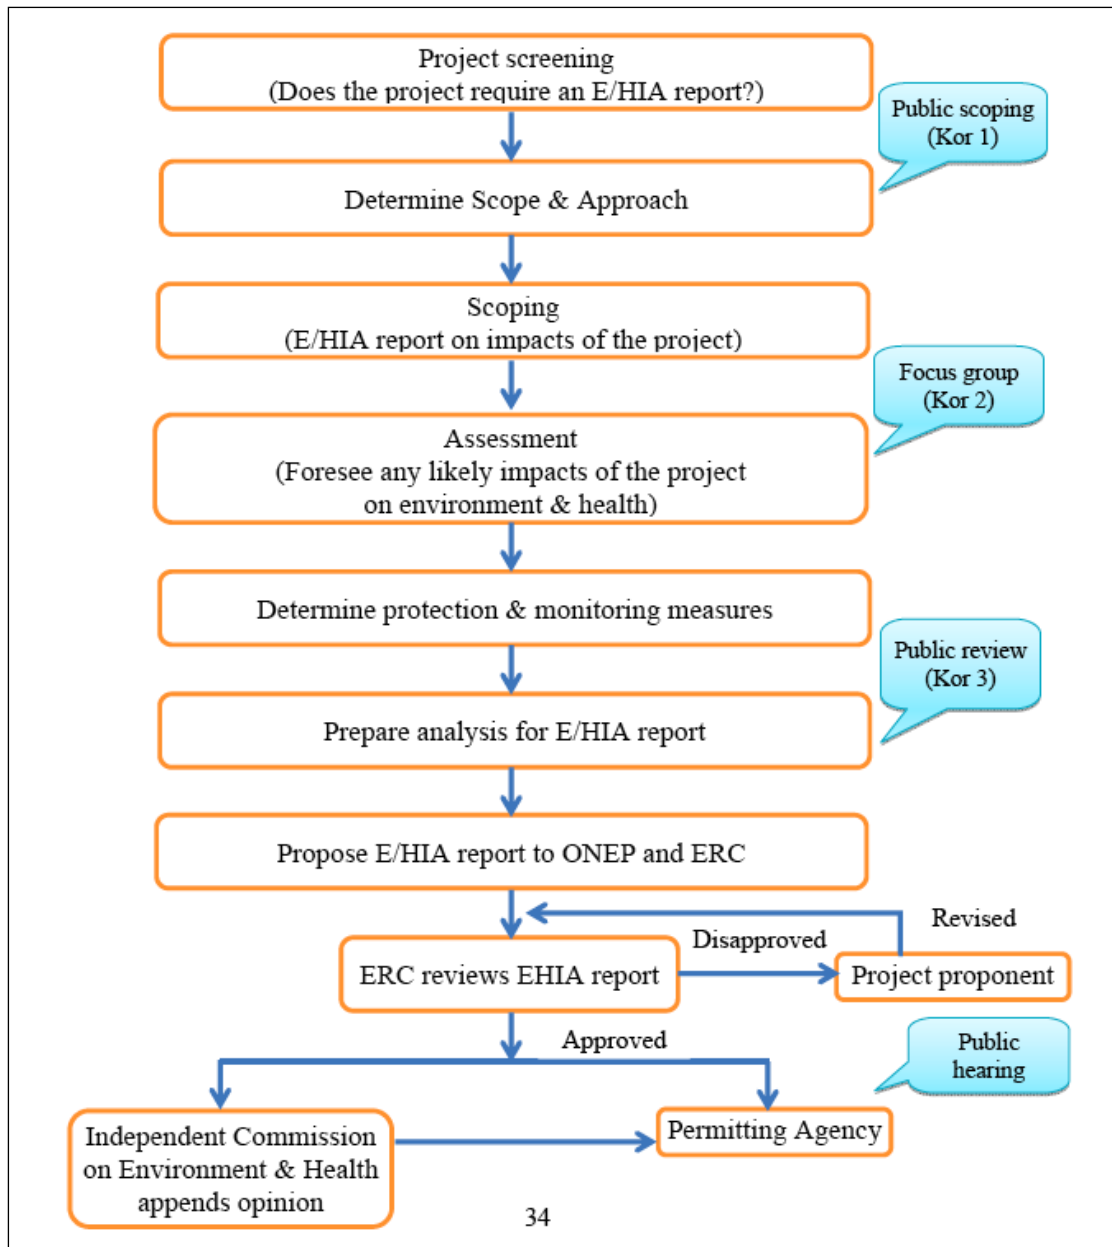 Project screening
(Does the project require an E/HIA report?)
Public scoping
(Kor 1)
Determine Scope & Approach
Scoping
(E/HIA report on impacts of the project)
Focus group
(Kor 2)
Assessment
(Foresee any likely impacts of the project
on environment & health)
Determine protection & monitoring measures
Public review
(Kor 3)
Prepare analysis for E/HIA report
Propose E/HIA report to ONEP and ERC
Revised
Disapproved
ERC reviews EHIA report
Project proponent
Approved
Public
hearing
Independent Commission
on Environment & Health
appends opinion
Permitting Agency
34